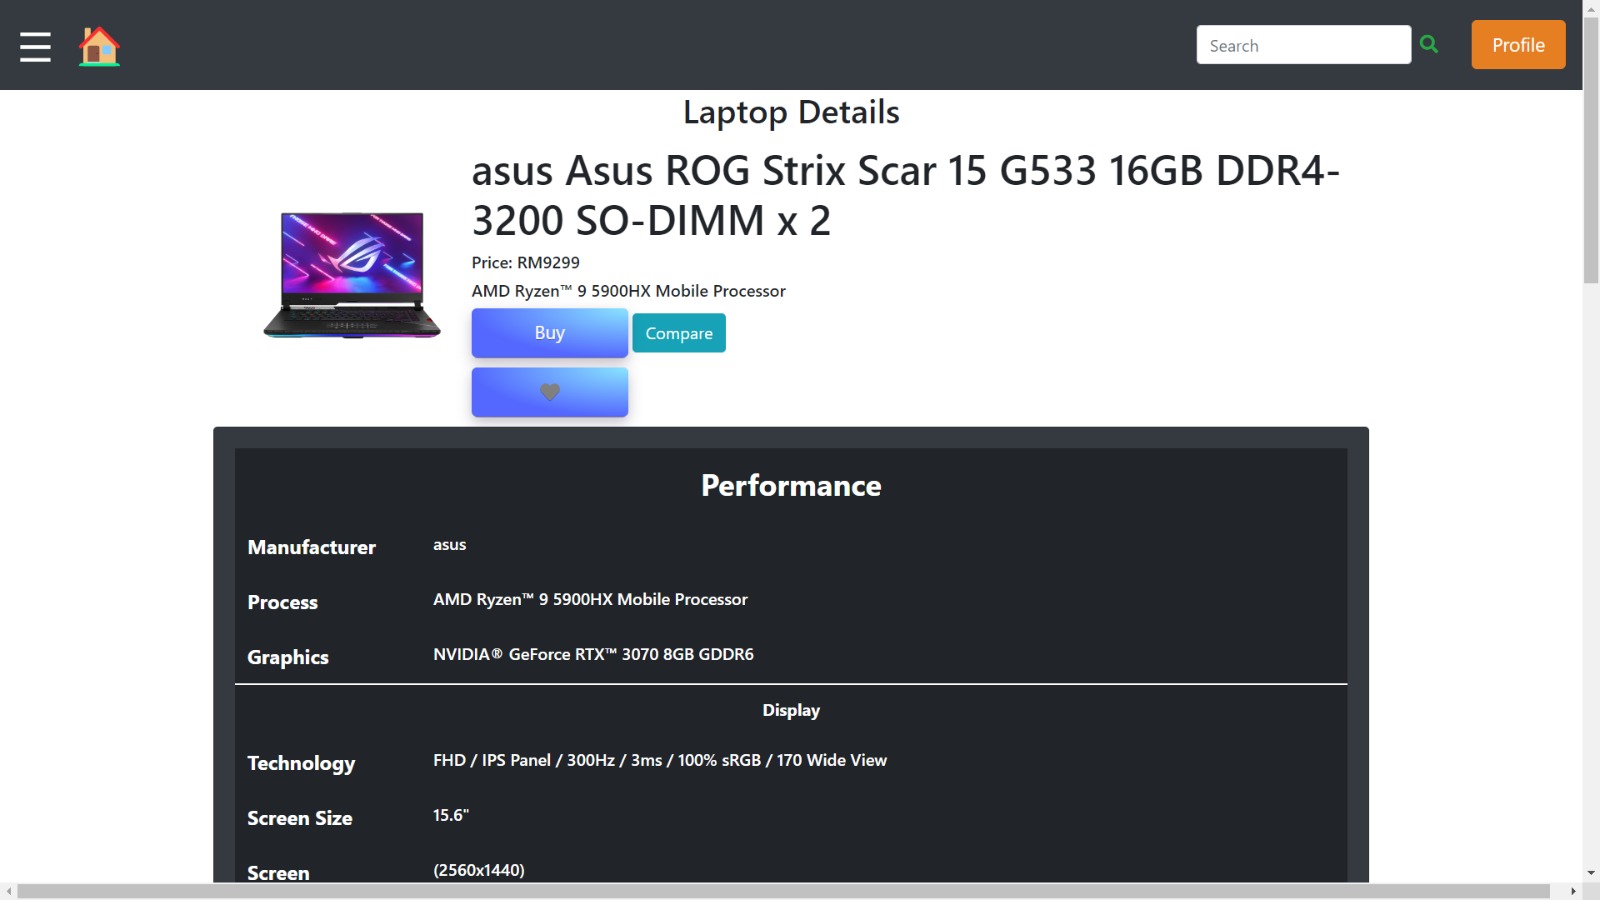 Search
Profile
Laptop Details
asus Asus ROG Strix Scar 15 G533 16GB DDR4-
3200 SO-DIMM x 2
Price: RM9299
AMD Ryzen™ 9 5900HX Mobile Processor
Buy
Compare
Performance
Manufacturer asus
Process AMD Ryzen™ 9 5900HX Mobile Processor
Graphics NVIDIA® GeForce RTX™ 3070 8GB GDDR6
Display
Technology FHD / IPS Panel / 300Hz / 3ms / 100% sRGB / 170 Wide View
Screen Size 15.6"
Screen (2560x1440)